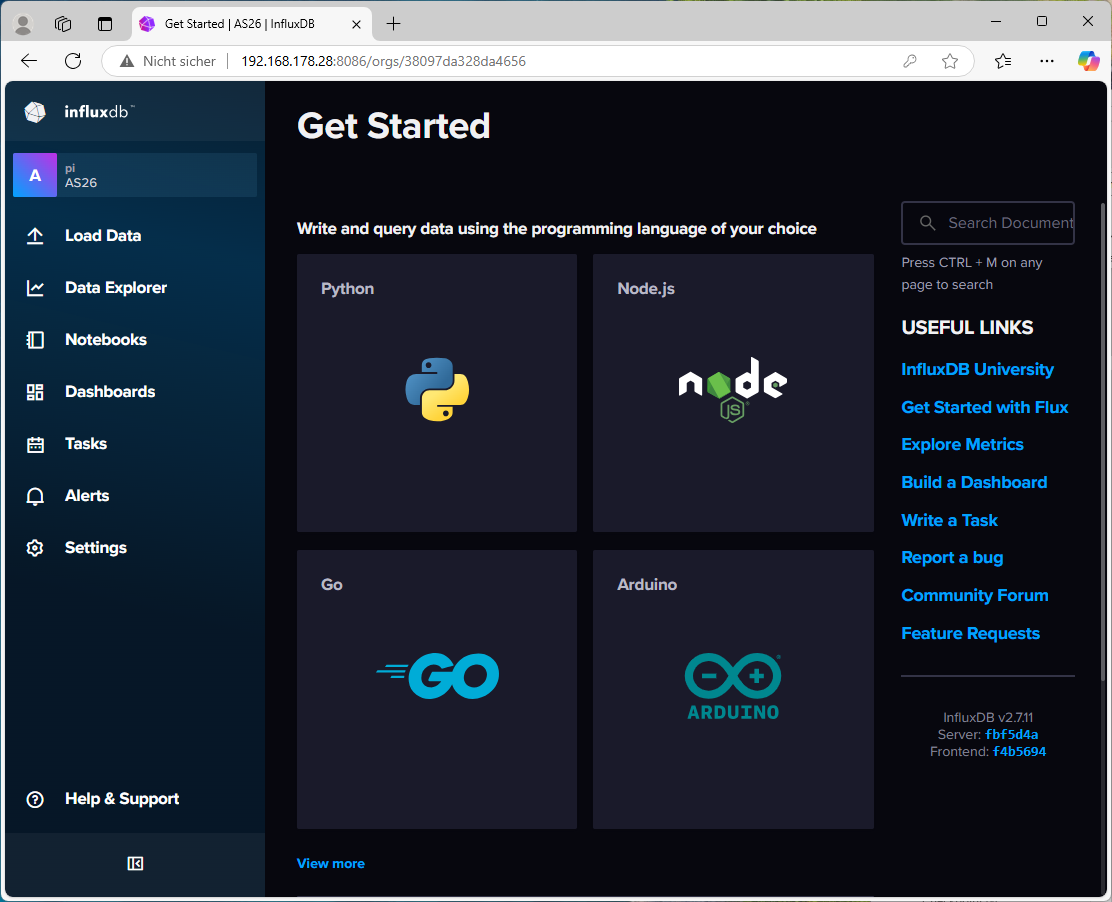 Get Started | AS26 | InfluxDB
Nicht sicher
192.168.178.28:8086/orgs/38097da328da4656
influxdb™
A
pi
AS26
Load Data
Data Explorer
Notebooks
Dashboards
Tasks
Alerts
Settings
Help & Support
Get Started
Write and query data using the programming language of your choice
Python
Node.js
node
JS
Go
GO
Arduino
ARDUINO
View more
Search Document
Press CTRL + M on any
page to search
USEFUL LINKS
InfluxDB University
Get Started with Flux
Explore Metrics
Build a Dashboard
Write a Task
Report a bug
Community Forum
Feature Requests
InfluxDB v2.7.11
Server: fbf5d4a
Frontend: f4b5694